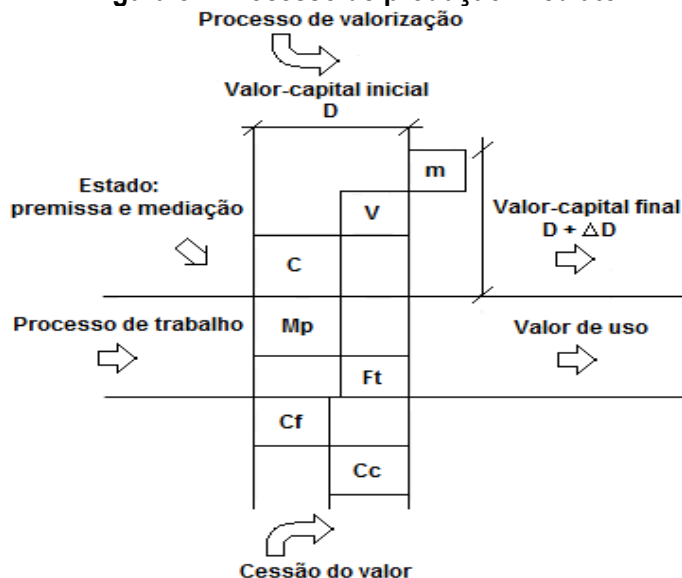 Processo de valorização
Valor-capital inicial
D
m
Estado:
premissa e mediação
V
Valor-capital final
D + △D
C
Processo de trabalho
Mp
Valor de uso
Ft
Cf
Cc
Cessão do valor